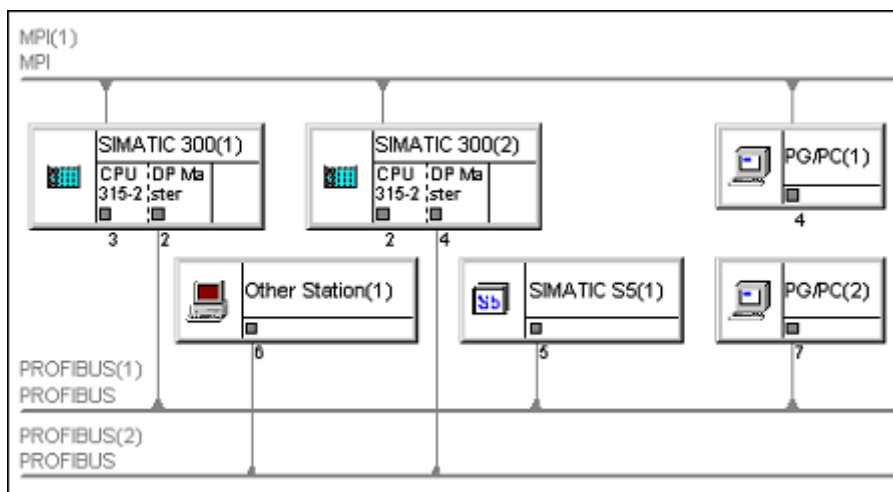 MPI(1)
MPI
SIMATIC 300(1)
CPU DP Ma
315-2 ster
3 2
SIMATIC 300(2)
CPU DP Ma
315-2 ster
2 4
PG/PC(1)
4
Other Station(1)
6
S5
SIMATIC S5(1)
5
PG/PC(2)
7
PROFIBUS(1)
PROFIBUS
PROFIBUS(2)
PROFIBUS